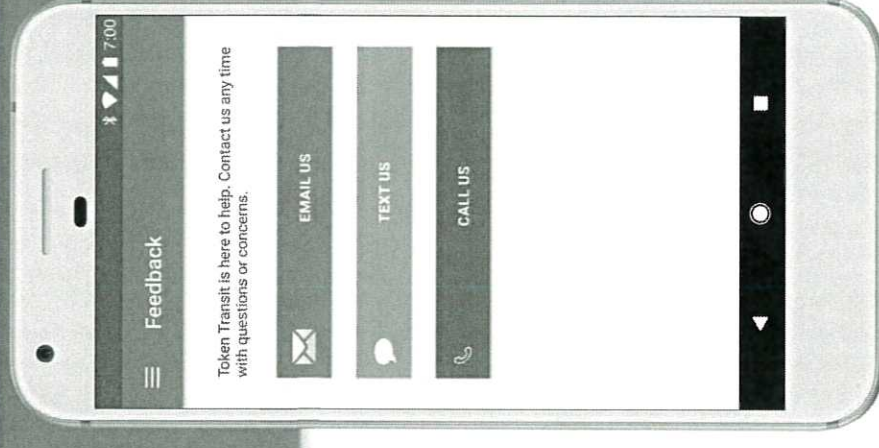 7:00
Feedback
Token Transit is here to help. Contact us any time
with questions or concerns.
EMAIL US
TEXT US
CALL US